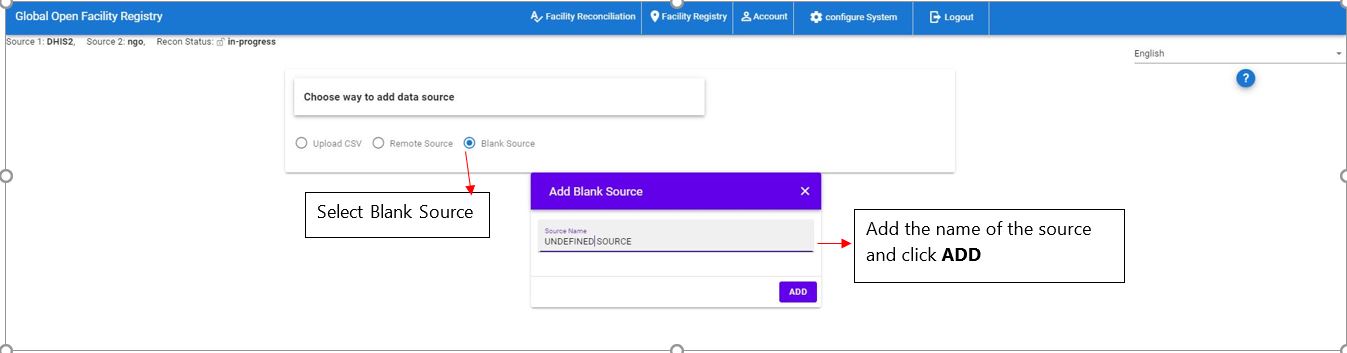 Global Open Facility Registry
Facility Reconciliation
Facility Registry
Account
configure System
Logout
Source 1: DHIS2, Source 2: ngo, Recon Status: in-progress
English
?
Choose way to add data source
Upload CSV
Remote Source
Blank Source
Select Blank Source
Add Blank Source
Source Name
UNDEFINED SOURCE
ADD
Add the name of the source
and click ADD